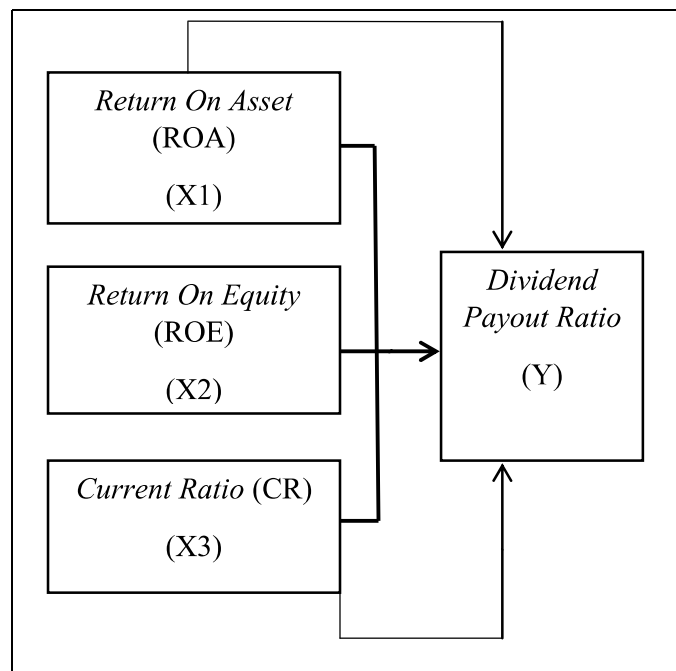 Return On Asset
(ROA)
(X1)
Return On Equity
(ROE)
(X2)
Current Ratio (CR)
(X3)
Dividend
Payout Ratio
(Y)